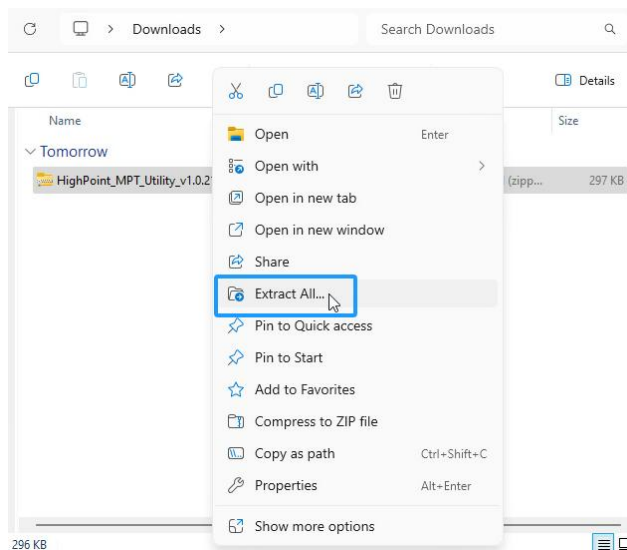 Downloads
Search Downloads
Details
Name
Size
Tomorrow
HighPoint_MPT_Utility_v1.0.2
(zipp...
297 KB
Open
Enter
Open with
Open in new tab
Open in new window
Share
Extract All...
Pin to Quick access
Pin to Start
Add to Favorites
Compress to ZIP file
Copy as path
Ctrl+Shift+C
Properties
Alt+Enter
Show more options
296 KB